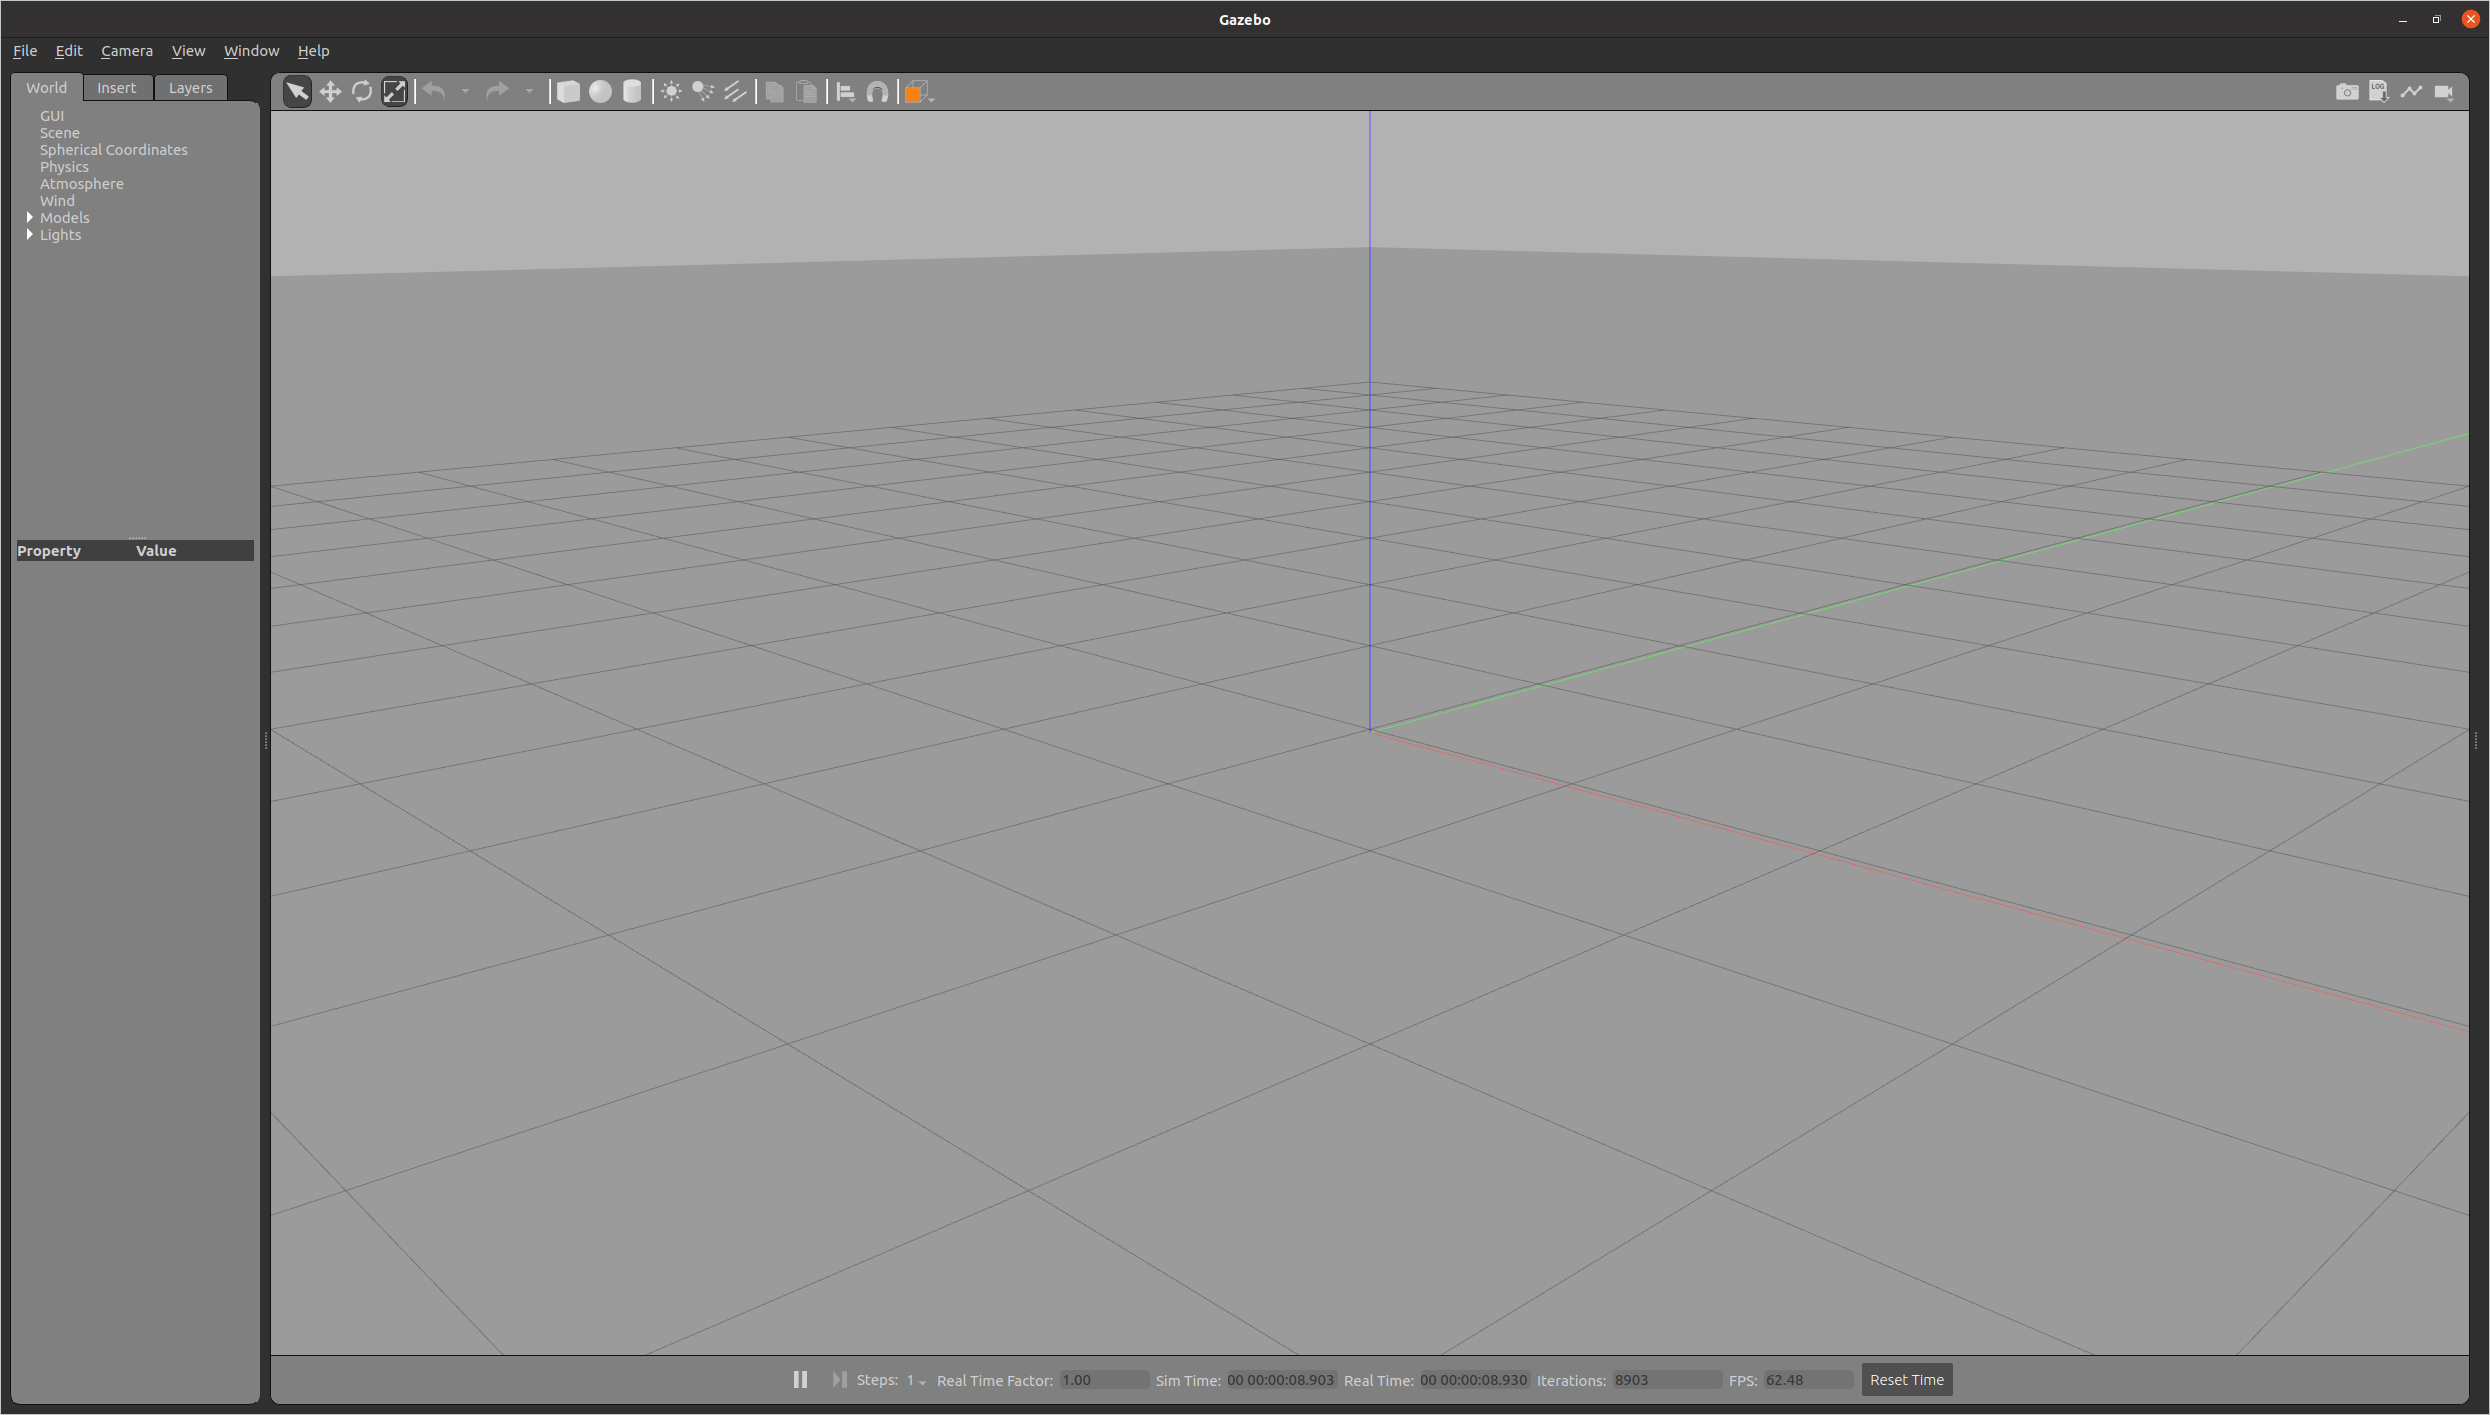 Gazebo
File Edit Camera View Window Help
World Insert Layers
LOG
GUI
Scene
Spherical Coordinates
Physics
Atmosphere
Wind
Models
Lights
Property Value
Steps: 1 Real Time Factor: 1.00 Sim Time: 00 00:00:08.903 Real Time: 00 00:00:08.930 Iterations: 8903 FPS: 62.48 Reset Time